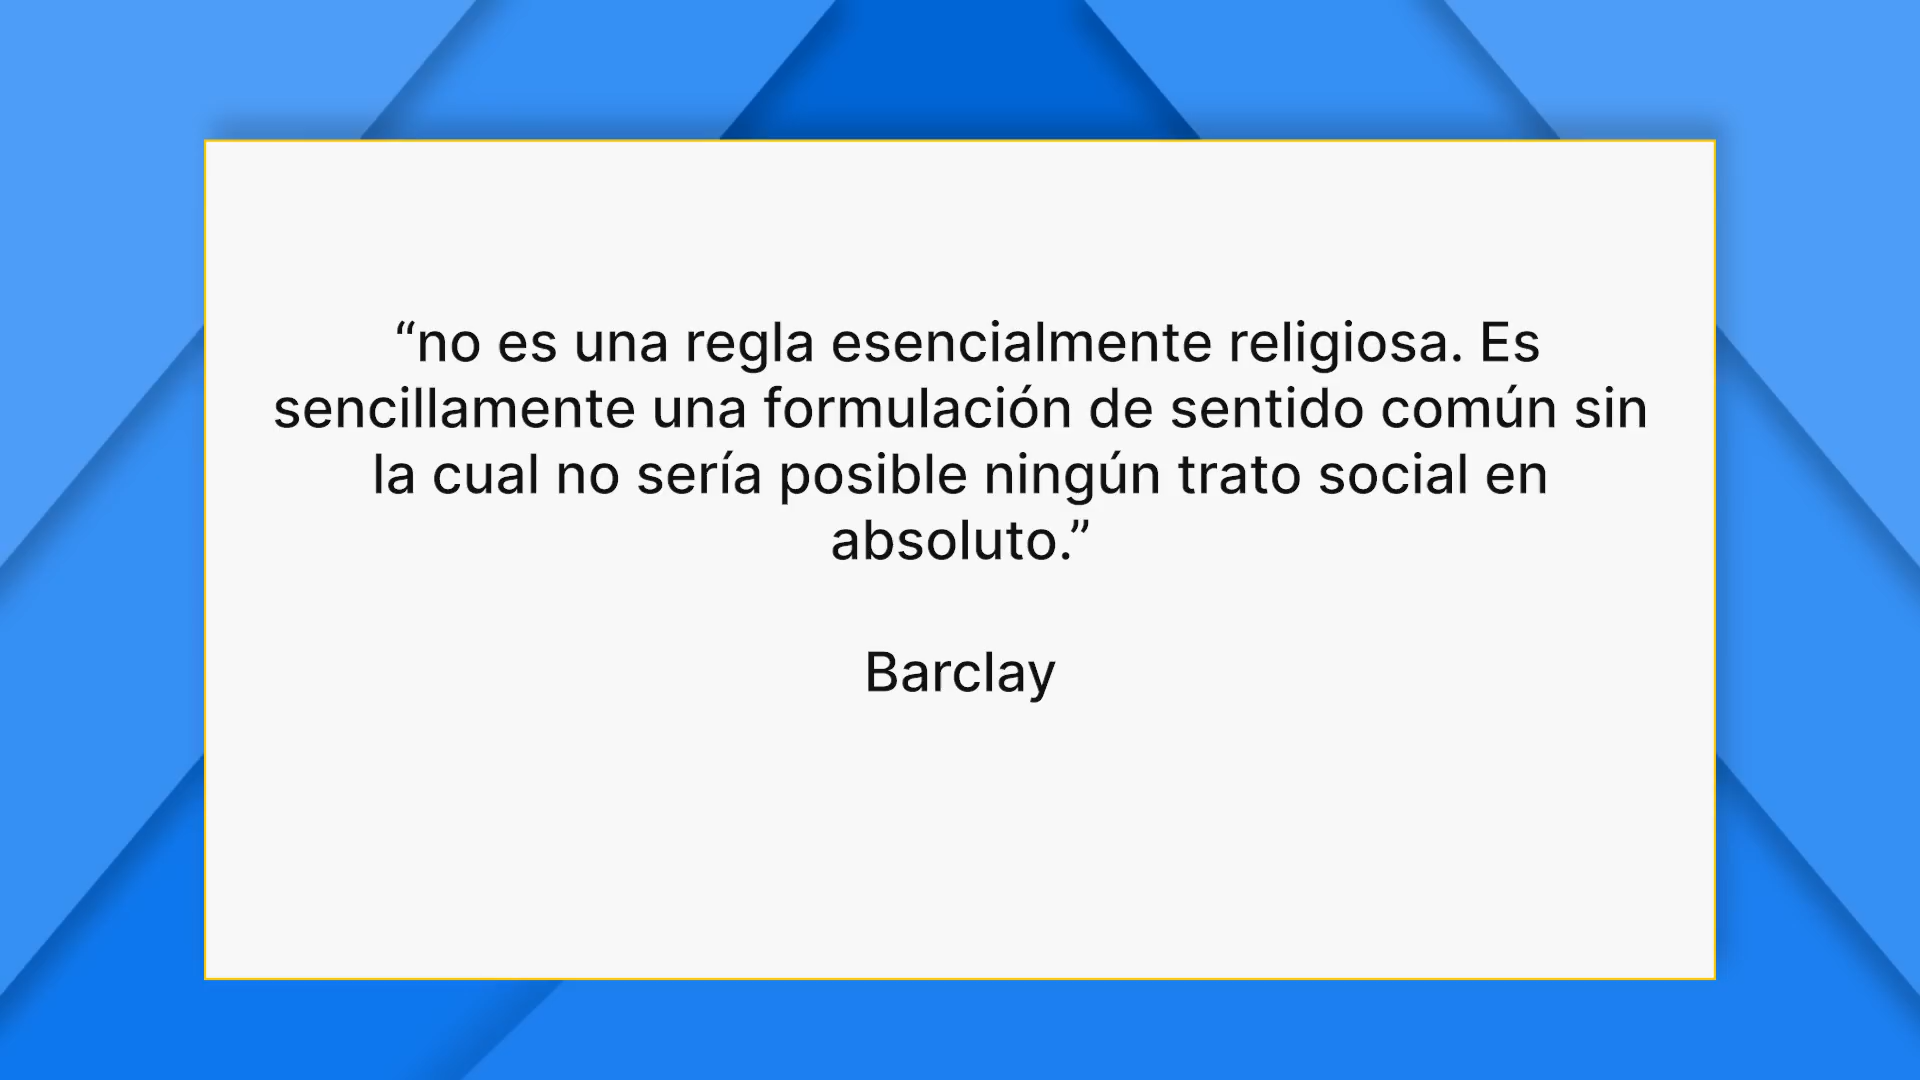 “no es una regla esencialmente religiosa. Es
sencillamente una formulación de sentido común sin
la cual no sería posible ningún trato social en
absoluto.”
Barclay